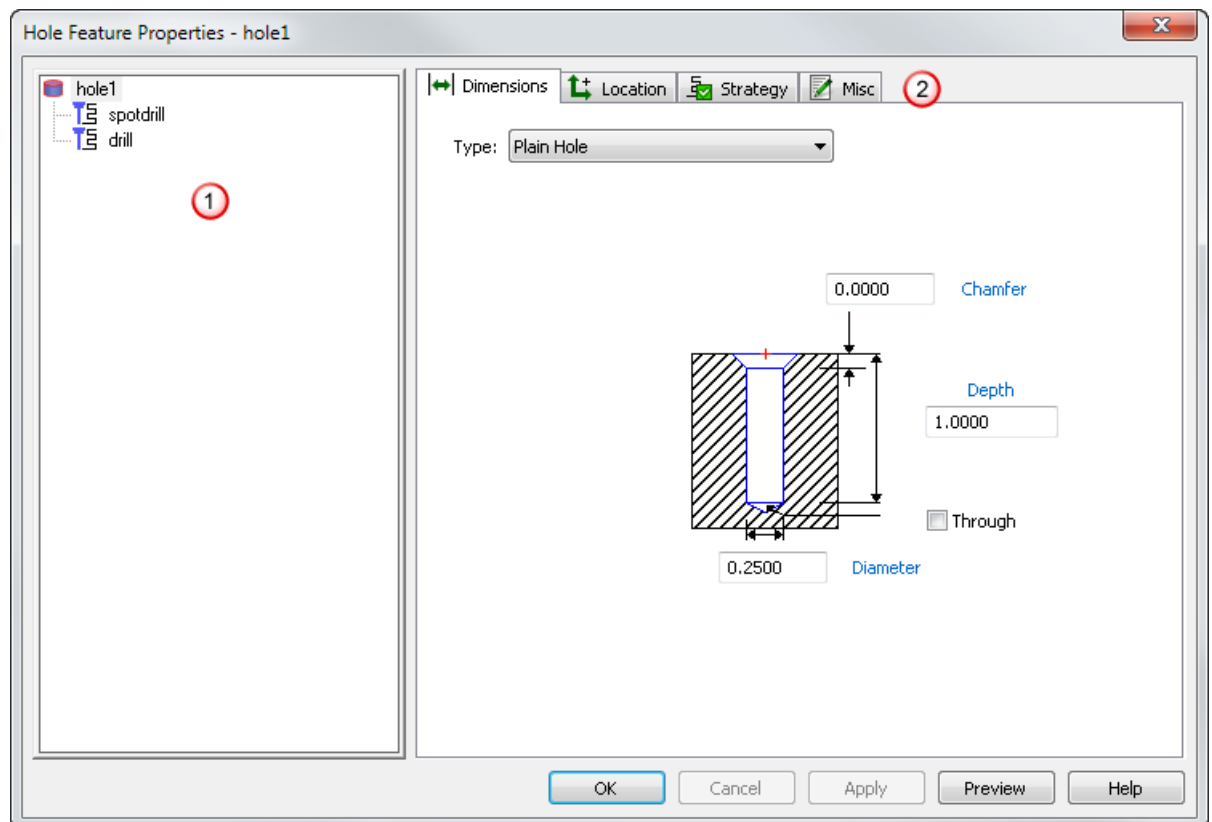 Hole Feature Properties - hole1
hole1
spotdrill
drill
1
Dimensions Location Strategy Misc 2
Type: Plain Hole
0.0000 Chamfer
Depth
1.0000
Through
0.2500 Diameter
OK Cancel Apply Preview Help